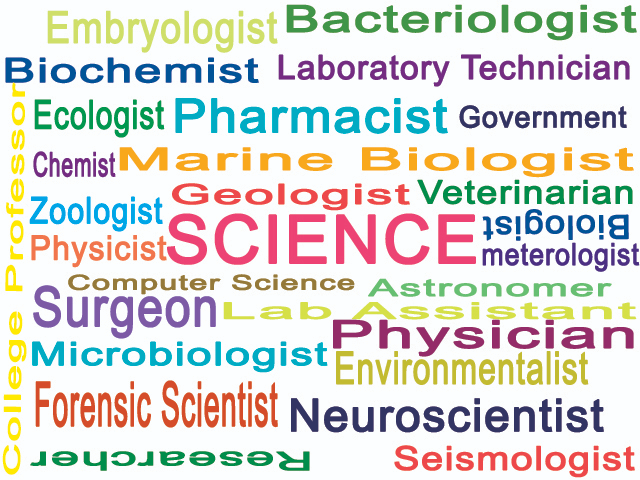 Embryologist Bacteriologist
Biochemist Laboratory Technician
Ecologist Pharmacist Government
Chemist Marine Biologist
Geologist Veterinarian
Zoologist SCIENCE Biologist
Physicist meterologist
Computer Science Astronomer
Surgeon Lab Assistant
Physician
Microbiologist Environmentalist
Forensic Scientist Neuroscientist
Researcher Seismologist
College Professor